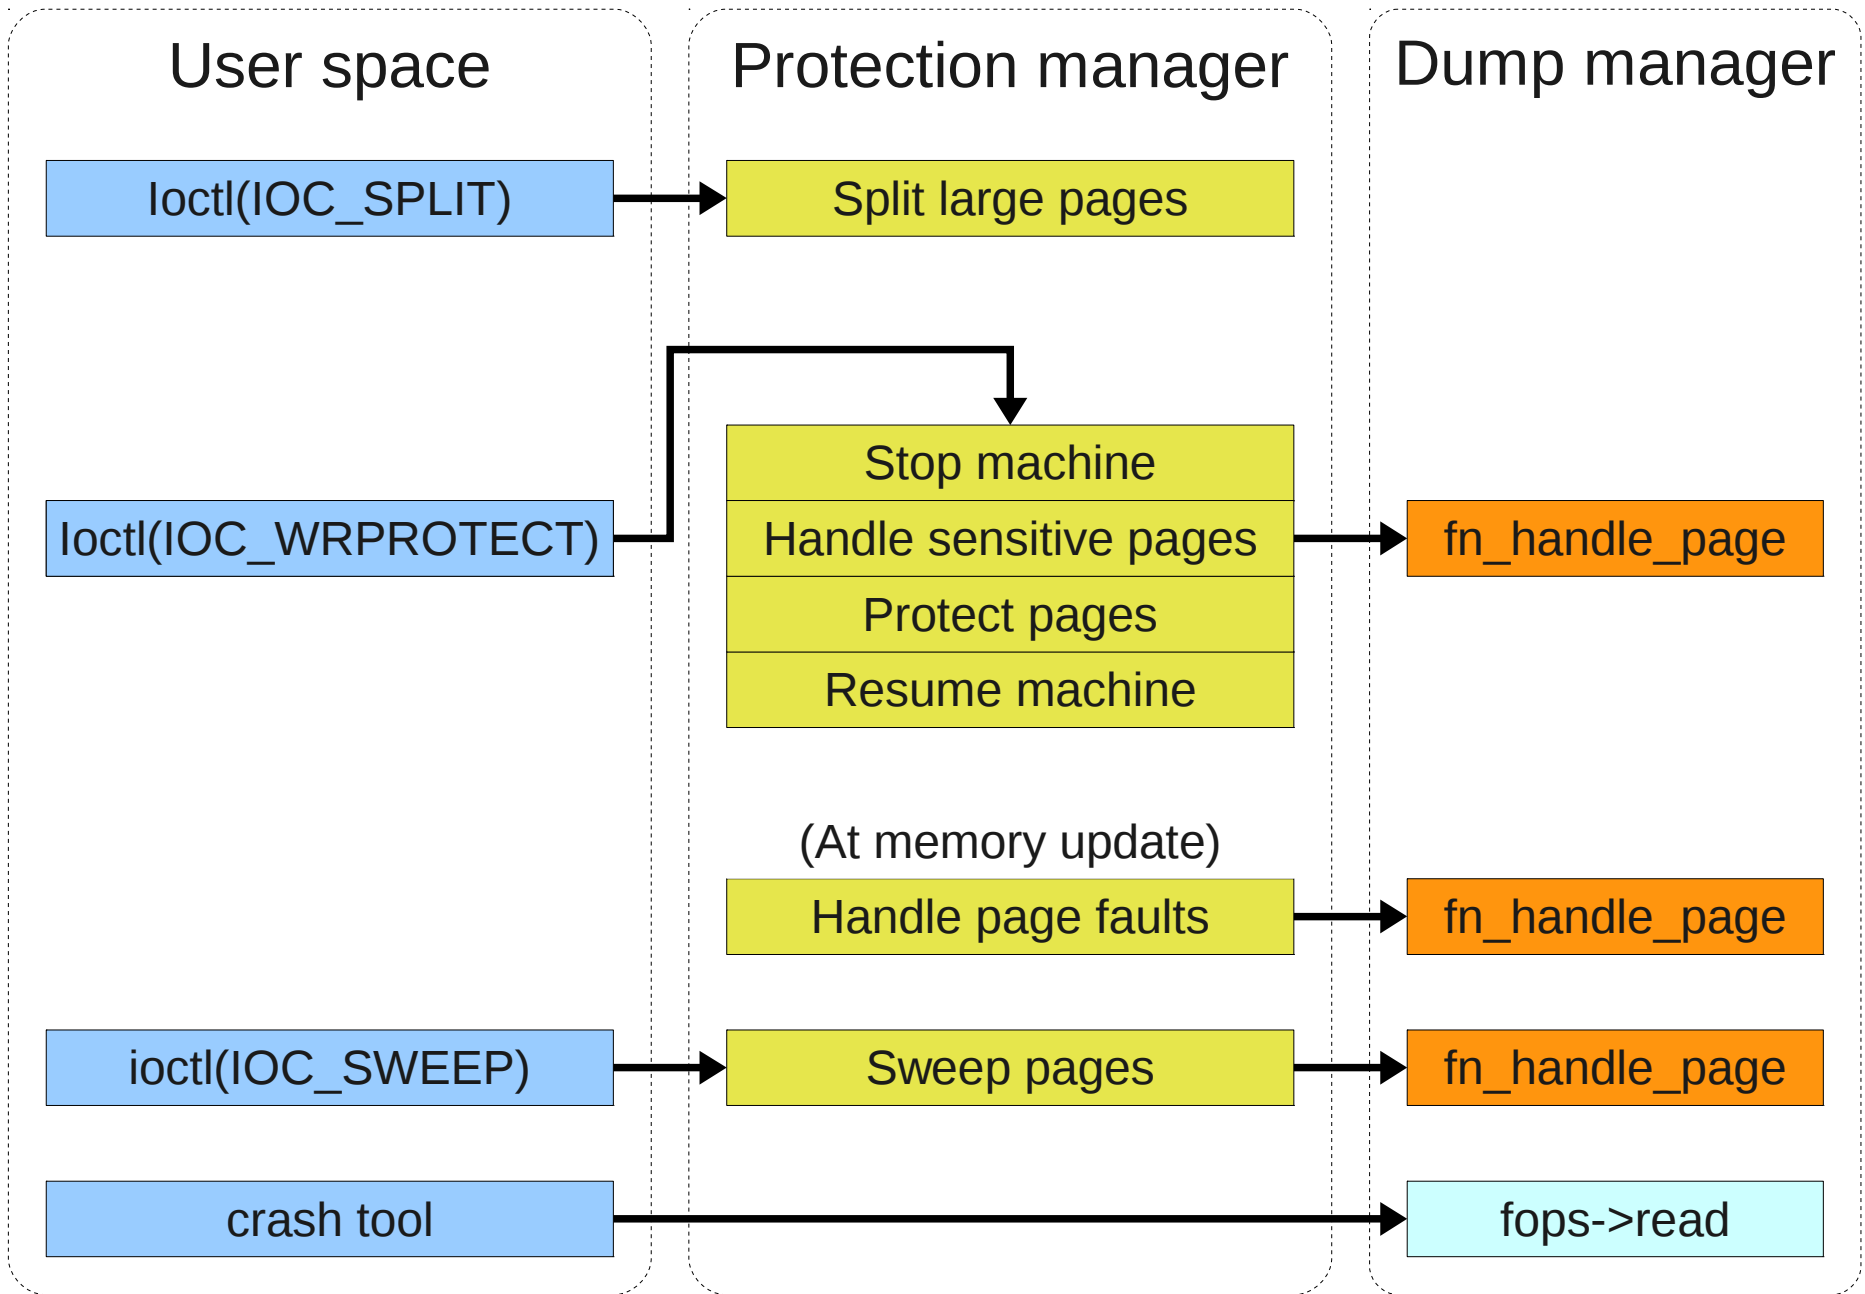 User space
Protection manager
Dump manager
Ioctl(IOC_SPLIT)
Split large pages
Stop machine
Ioctl(IOC_WRPROTECT)
Handle sensitive pages
fn_handle_page
Protect pages
Resume machine
(At memory update)
Handle page faults
fn_handle_page
ioctl(IOC_SWEEP)
Sweep pages
fn_handle_page
crash tool
fops->read